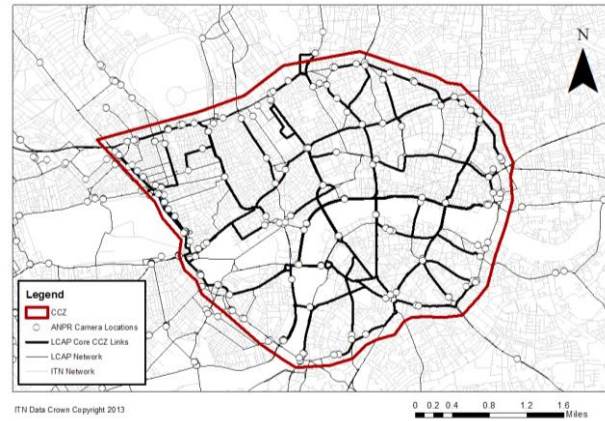 N
Legend
CCZ
ANPR Camera Locations
LCAP Core CCZ Links
LCAP Network
ITN Network
ITN Data Crown Copyright 2013
0 0.2 0.4 0.8 1.2 1.6
Miles